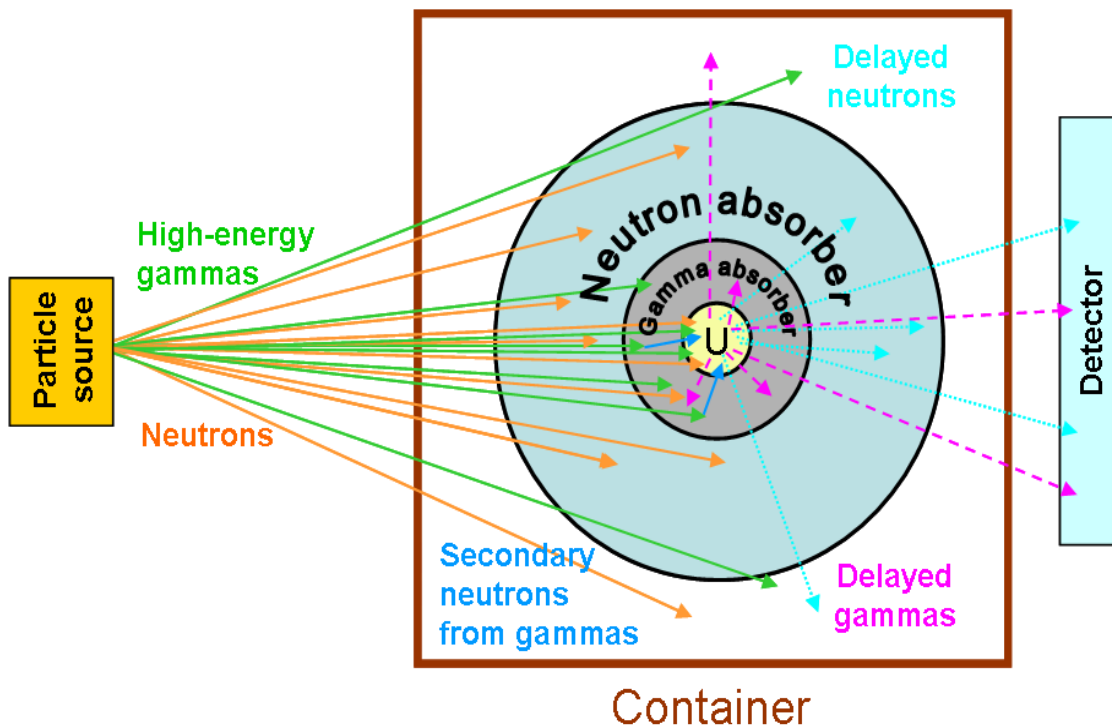 Delayed
neutrons
High-energy
gammas
Neutron absorber
Gamma absorber
U
Particle
source
Detector
Neutrons
Secondary
neutrons
from gammas
Delayed
gammas
Container